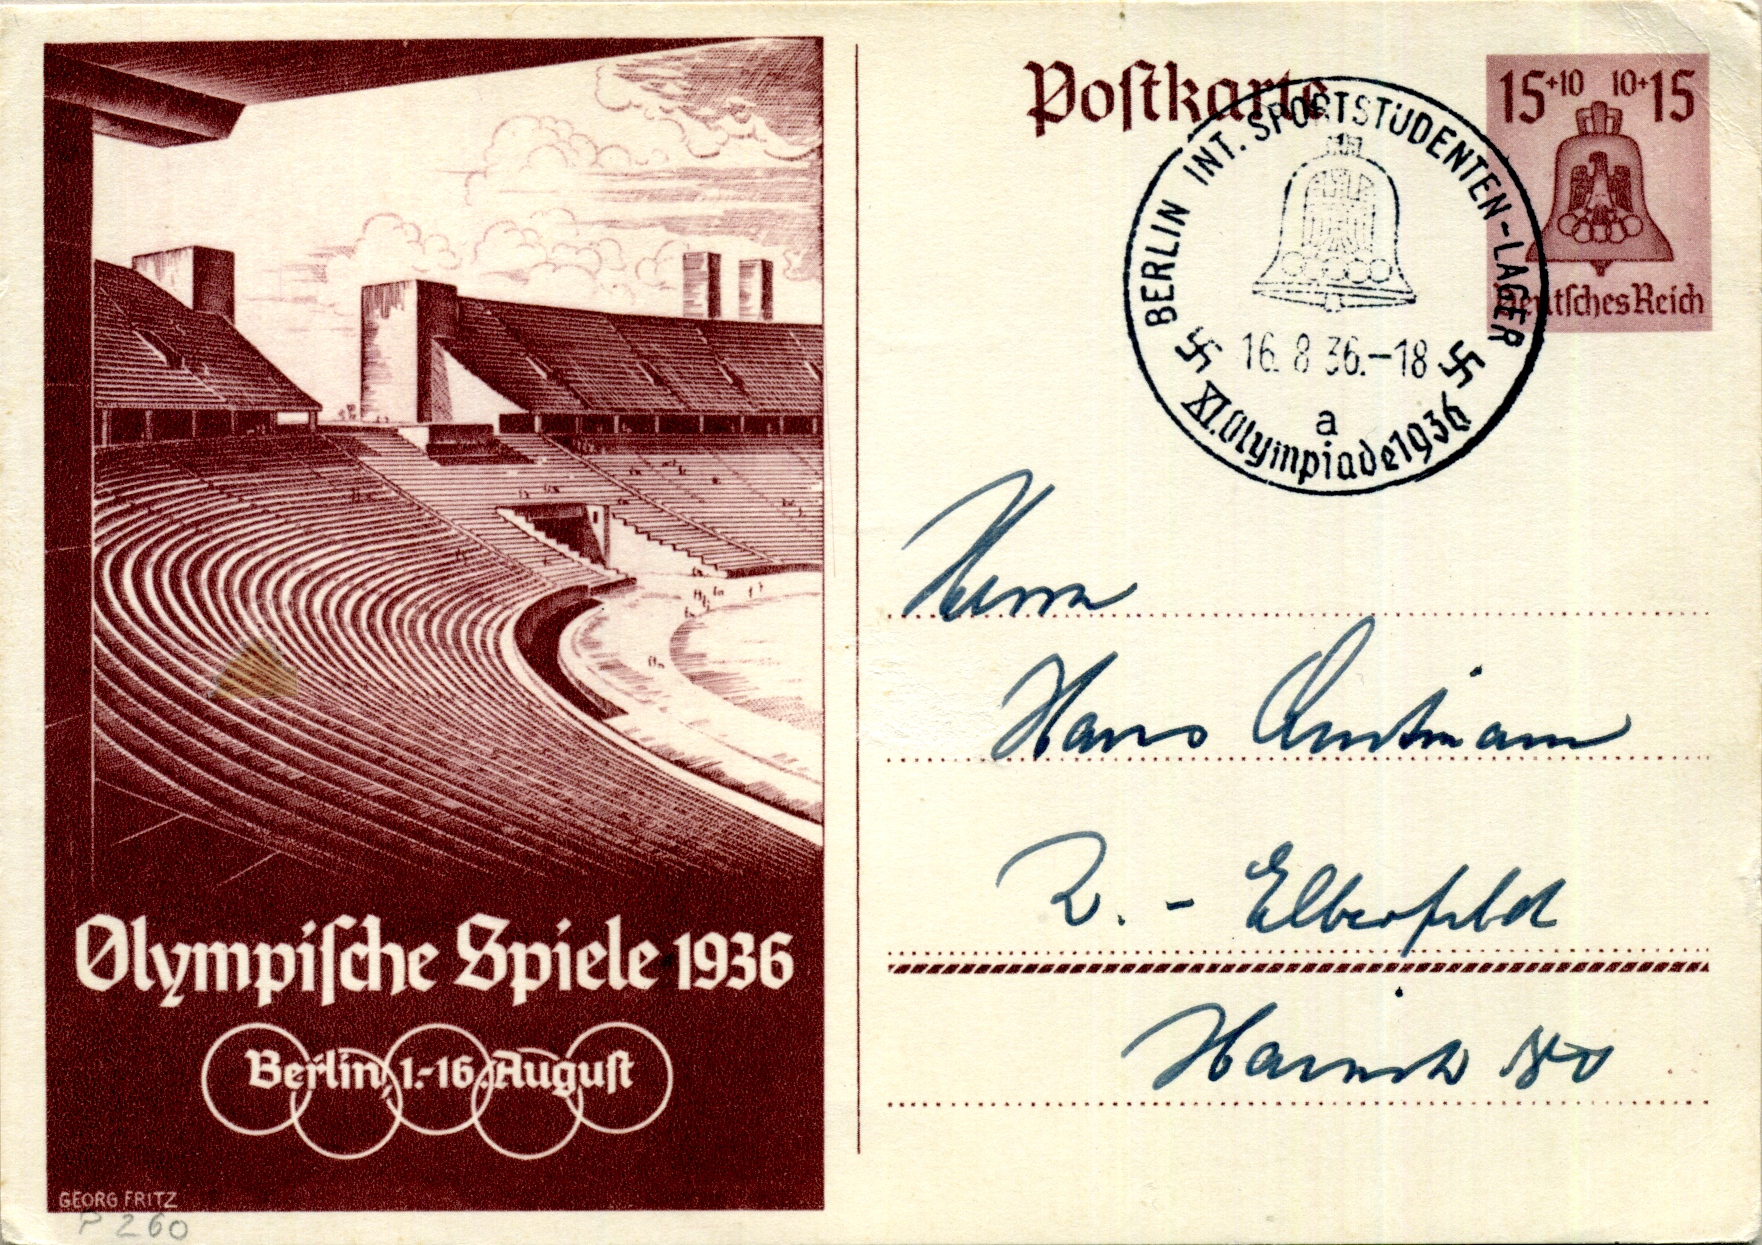 Postkarte
15+10 10+15
Deutsches Reich
BERLIN INT. SPORTSTUDENTEN-LAGER
16.8.36.-18
a
XI. Olympiade 1936
Herrn
Hans
- Elberfeld
Olympische Spiele 1936
Berlin, 1.-16. August
GEORG FRITZ
P 260